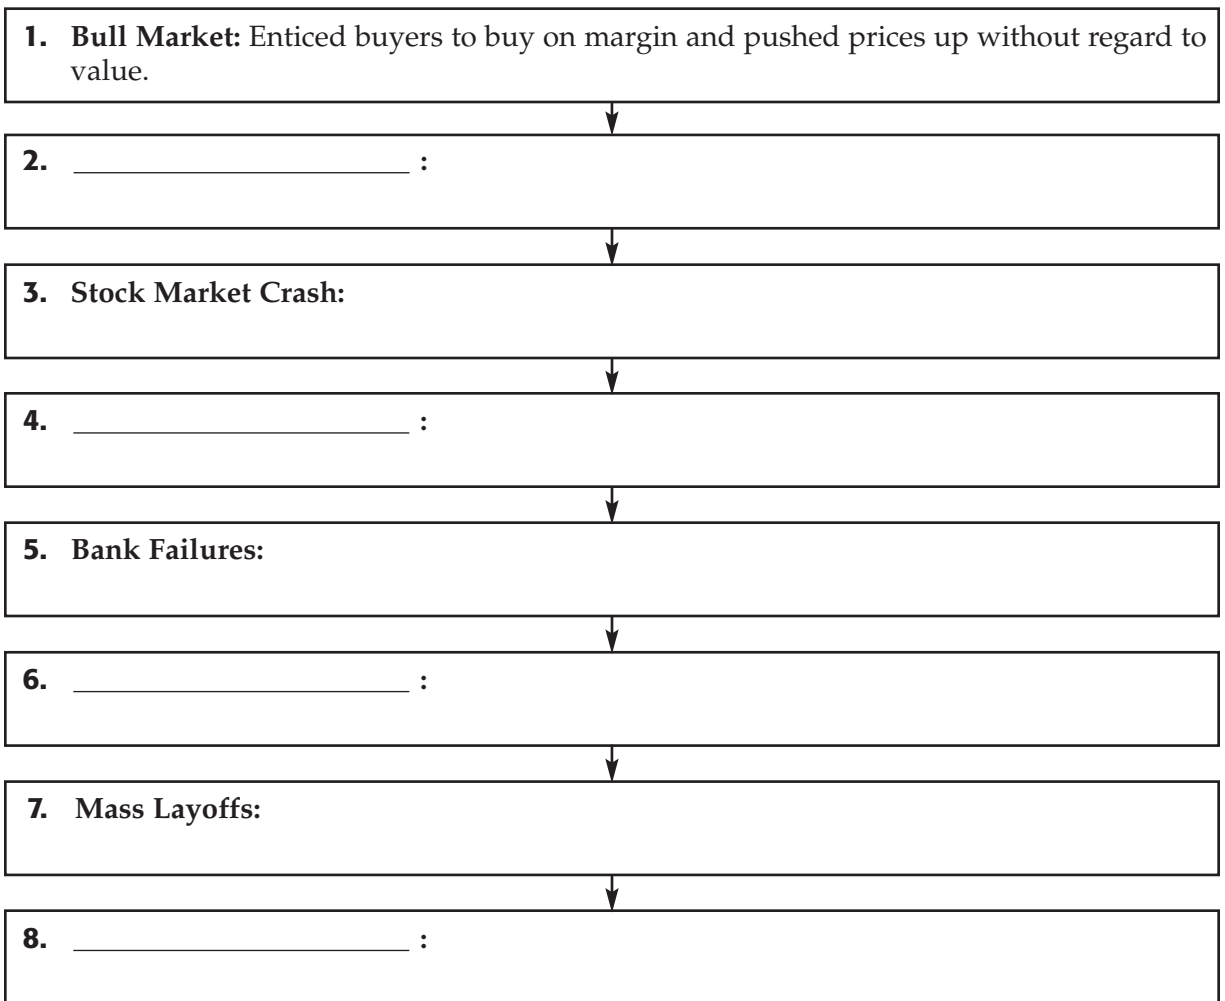 1. Bull Market: Enticed buyers to buy on margin and pushed prices up without regard to
value.
2. ________________________ :
3. Stock Market Crash:
4. ________________________ :
5. Bank Failures:
6. ________________________ :
7. Mass Layoffs:
8. ________________________ :